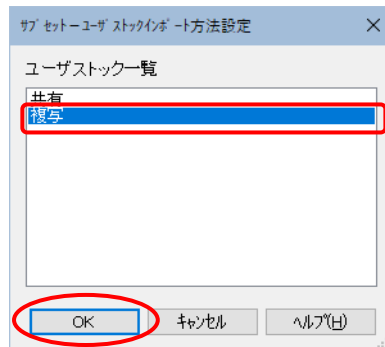 サブセットーユーザストックインポート方法設定
ユーザストック一覧
共有
複写
OK
キャンセル
ヘルプ(H)